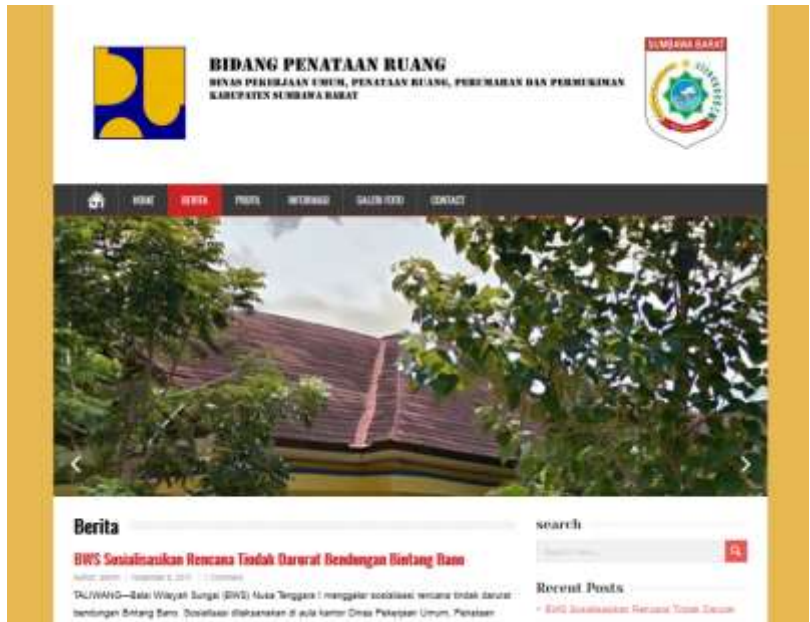 BIDANG PENATAAN RUANG
DINAS PEKERJAAN UMUM, PENATAAN RUANG, PERUMAHAN DAN PERMUKIMAN
KABUPATEN SUMBAWA BARAT
SUMBAWA BARAT
HOME BERITA PROFIL INFORMASI GALERI FOTO CONTACT
Berita
BWS Sosialisasikan Rencana Tindak Darurat Bendungan Bintang Bano
TALIWANG—Balai Wilayah Sungai (BWS) Nusa Tenggara I menggelar sosialisasi rencana tindak darurat
bendungan Bintang Bano. Sosialisasi dilaksanakan di aula kantor Dinas Pekerjaan Umum, Penataan
search
Recent Posts
BWS Sosialisasikan Rencana Tindak Darurat